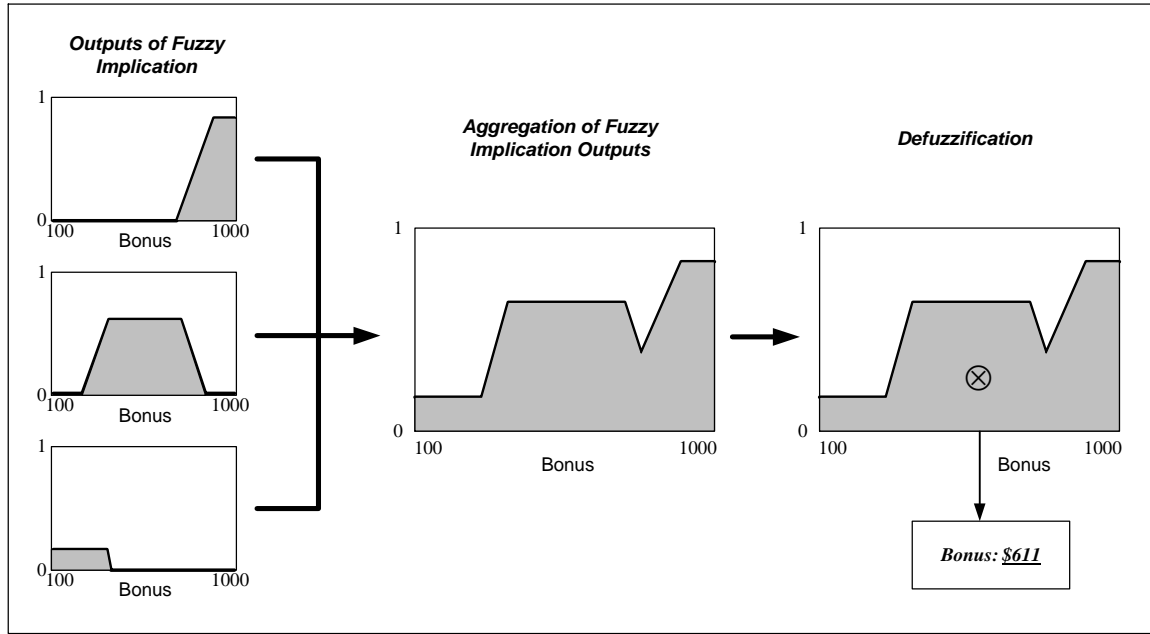 Outputs of Fuzzy
Implication
1
0
100
1000
Bonus
1
0
100
1000
Bonus
1
0
100
1000
Bonus
Aggregation of Fuzzy
Implication Outputs
1
0
100
1000
Bonus
Defuzzification
1
0
100
1000
Bonus
Bonus: $611